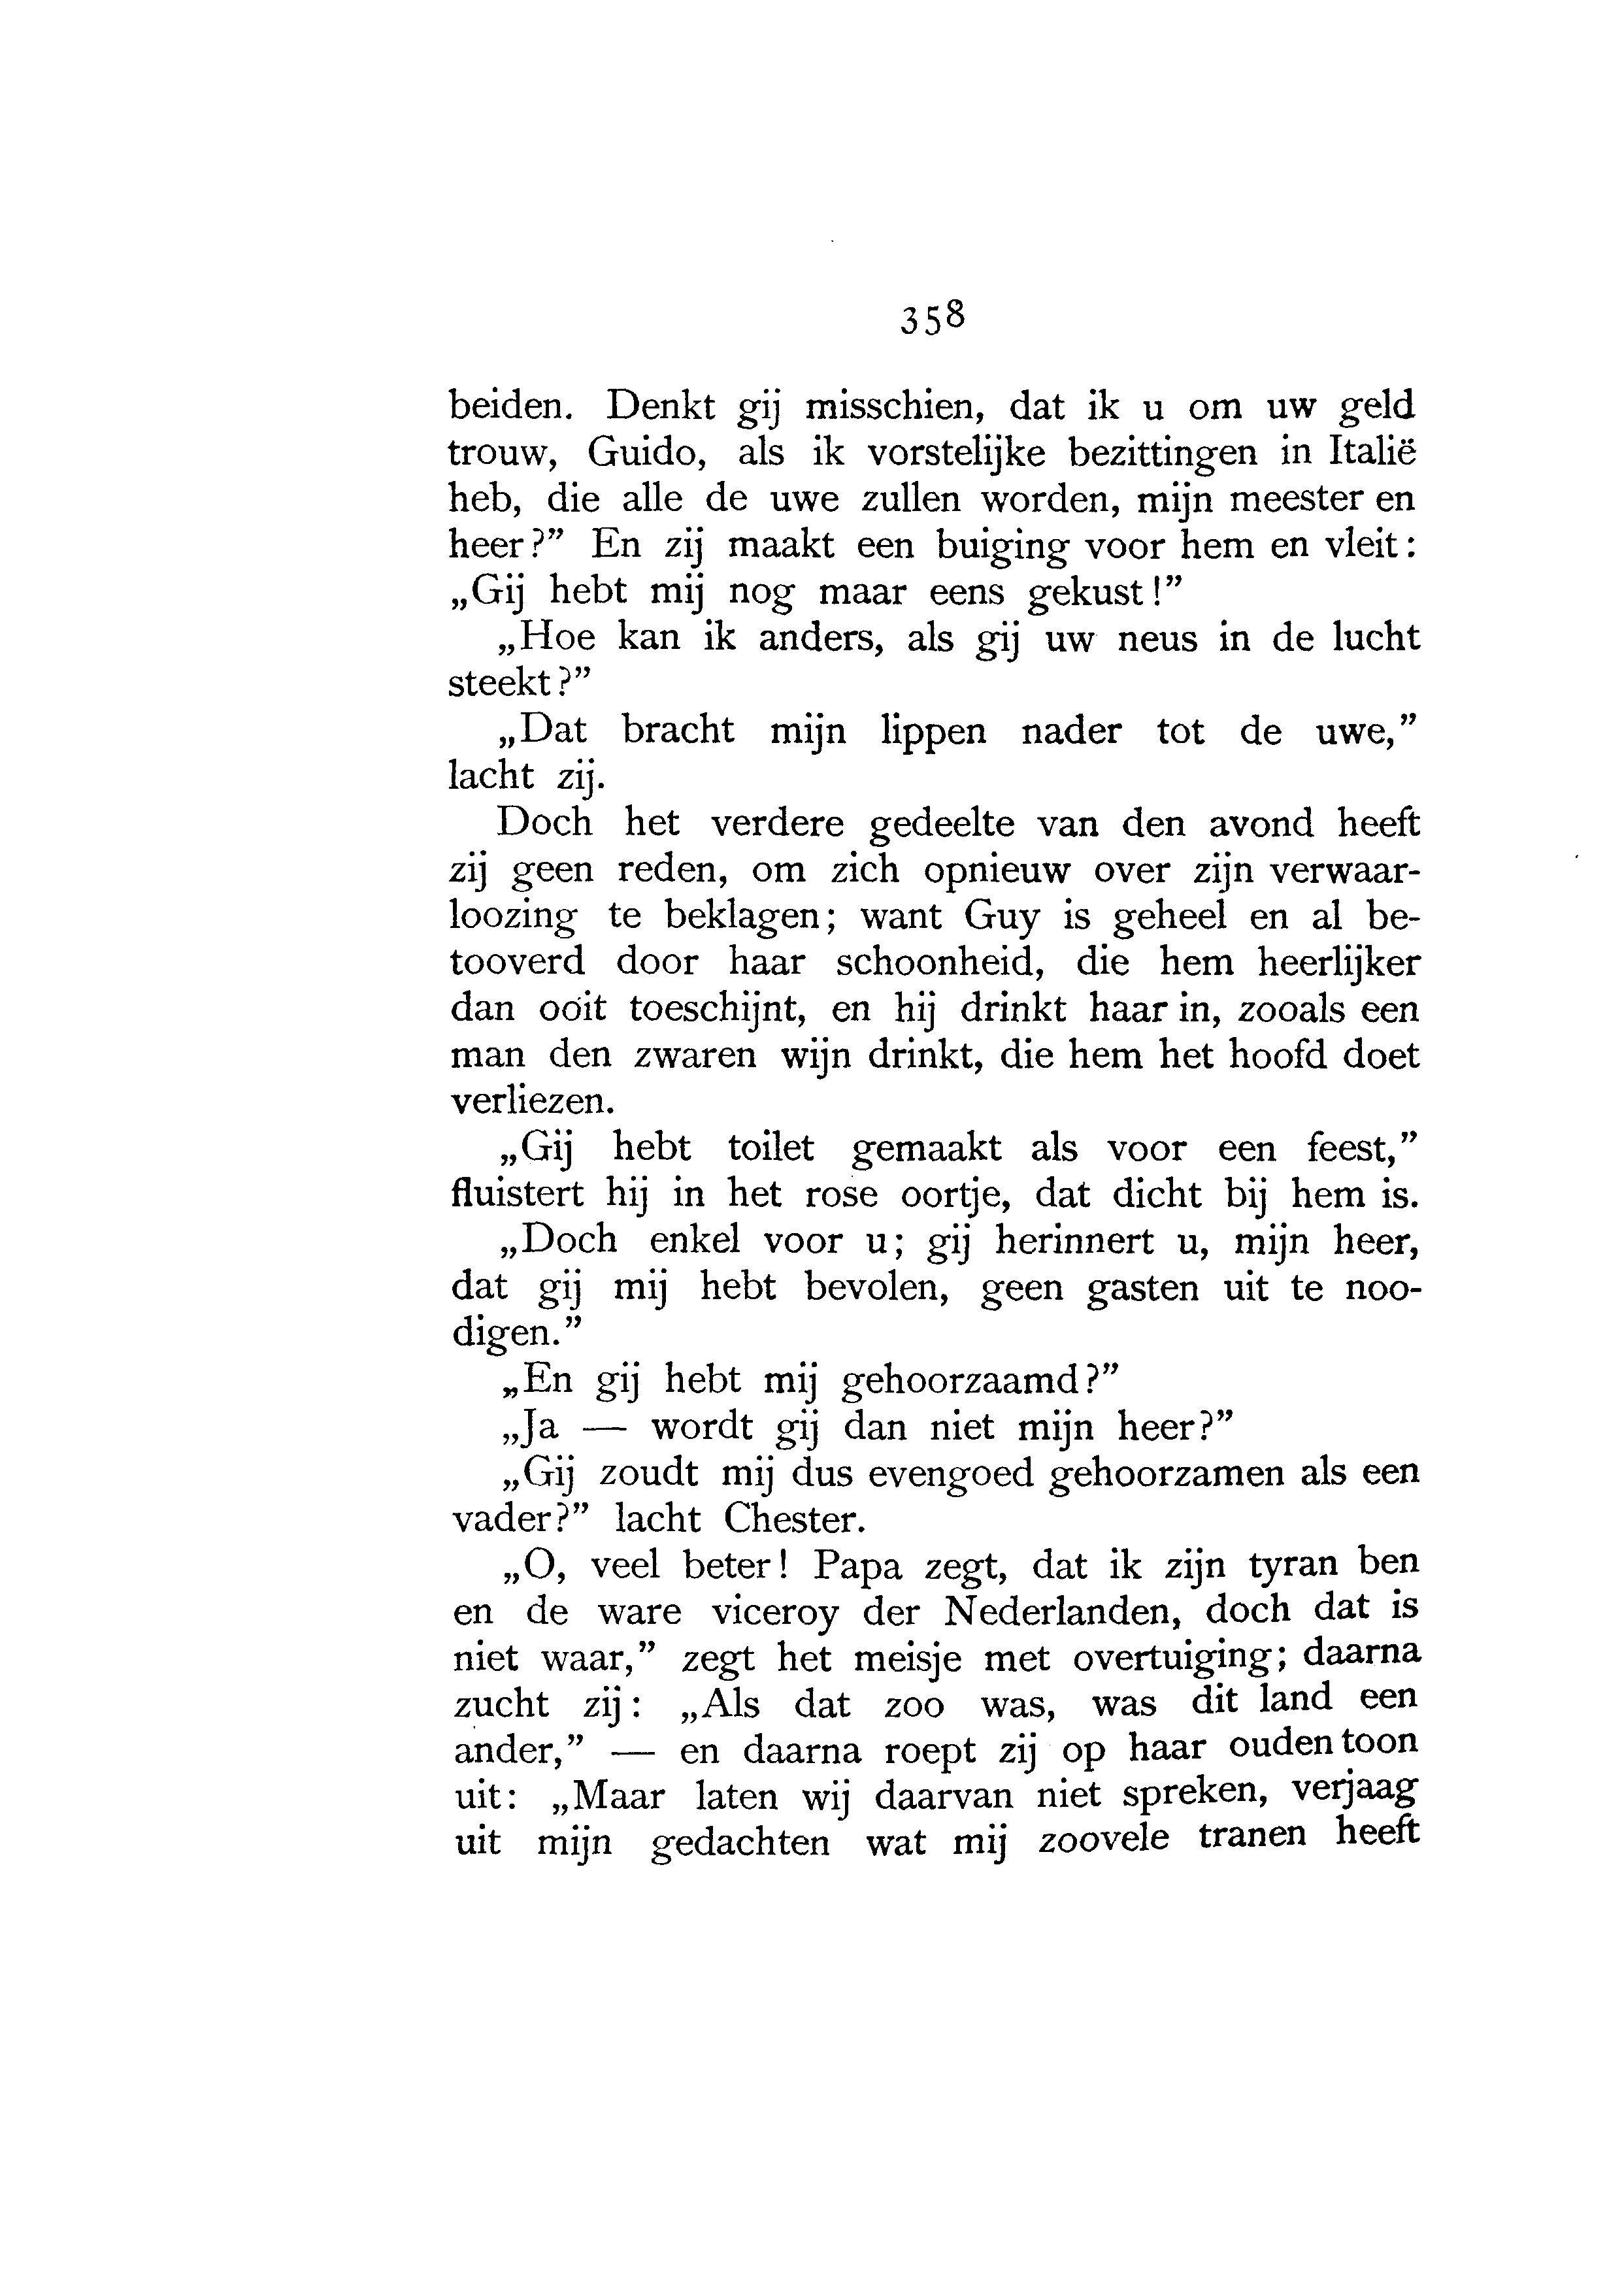 358
beiden. Denkt gij misschien, dat ik u om uw geld
trouw, Guido, als ik vorstelijke bezittingen in Italië
heb, die alle de uwe zullen worden, mijn meester en
heer?” En zij maakt een buiging voor hem en vleit:
„Gij hebt mij nog maar eens gekust!”
„Hoe kan ik anders, als gij uw neus in de lucht
steekt?”
„Dat bracht mijn lippen nader tot de uwe,”
lacht zij.
Doch het verdere gedeelte van den avond heeft
zij geen reden, om zich opnieuw over zijn verwaar-
loozing te beklagen; want Guy is geheel en al be-
tooverd door haar schoonheid, die hem heerlijker
dan ooit toeschijnt, en hij drinkt haar in, zooals een
man den zwaren wijn drinkt, die hem het hoofd doet
verliezen.
„Gij hebt toilet gemaakt als voor een feest,”
fluistert hij in het rose oortje, dat dicht bij hem is.
„Doch enkel voor u; gij herinnert u, mijn heer,
dat gij mij hebt bevolen, geen gasten uit te noo-
digen.”
„En gij hebt mij gehoorzaamd?”
„Ja — wordt gij dan niet mijn heer?”
„Gij zoudt mij dus evengoed gehoorzamen als een
vader?” lacht Chester.
„O, veel beter! Papa zegt, dat ik zijn tyran ben
en de ware viceroy der Nederlanden, doch dat is
niet waar,” zegt het meisje met overtuiging; daarna
zucht zij: „Als dat zoo was, was dit land een
ander,” — en daarna roept zij op haar ouden toon
uit: „Maar laten wij daarvan niet spreken, verjaag
uit mijn gedachten wat mij zoovele tranen heeft